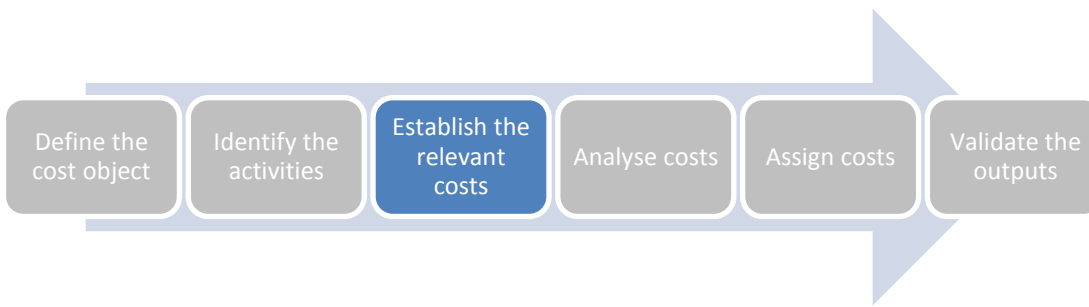 Define the
cost object
Identify the
activities
Establish the
relevant
costs
Analyse costs
Assign costs
Validate the
outputs